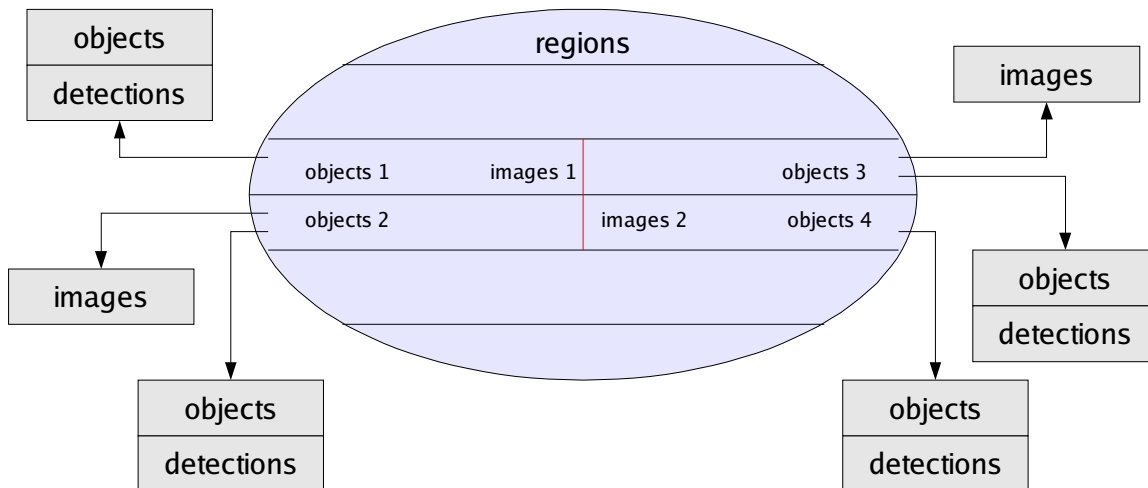 objects
detections
regions
images
objects 1
images 1
objects 3
objects 2
images 2
objects 4
images
objects
detections
objects
detections
objects
detections